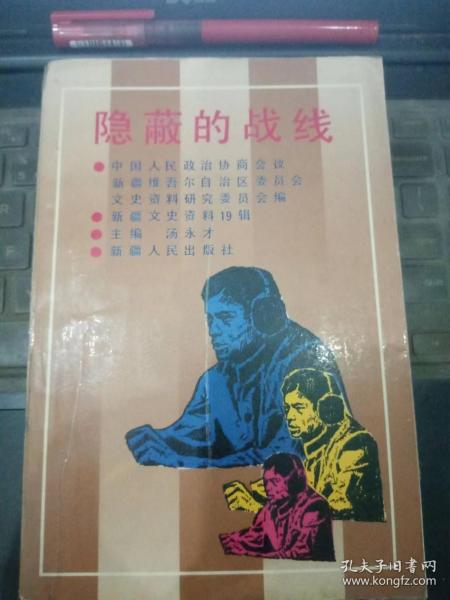 隐蔽的战线
●中国人民政治协商会议
新疆维吾尔自治区委员会
文史资料研究委员会编
●新疆文史资料19辑
●主编 汤永才
●新疆人民出版社
孔夫子旧书网
www.kongfz.com